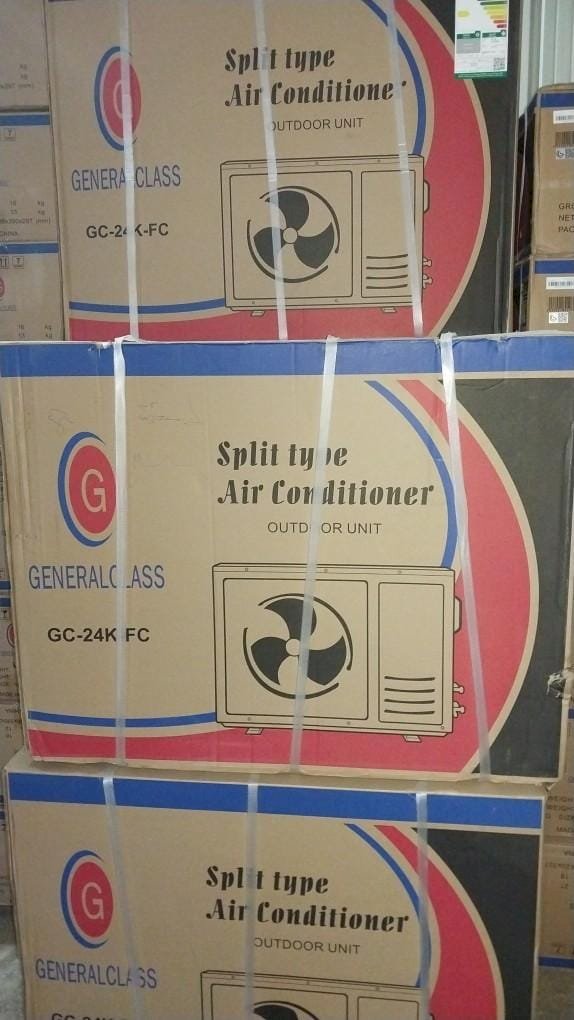 Split type
Air Conditioner
OUTDOOR UNIT
G
GENERALCLASS
GC-24K-FC
Split type
Air Conditioner
OUTDOOR UNIT
G
GENERALCLASS
GC-24K-FC
Split type
Air Conditioner
OUTDOOR UNIT
G
GENERALCLASS